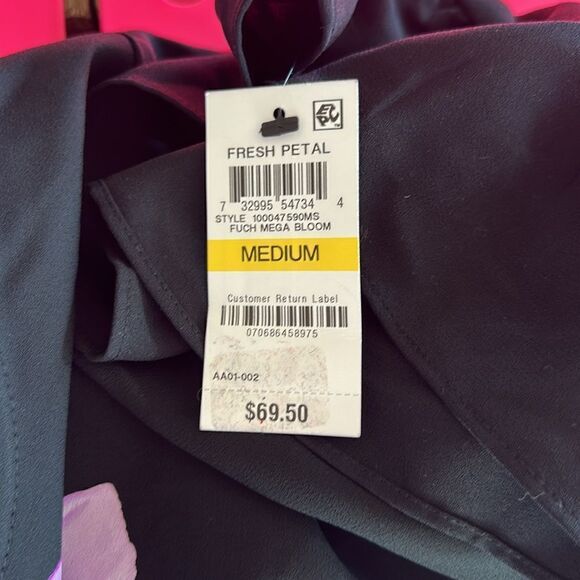 EPC
FRESH PETAL
7 32995 54734 4
STYLE 100047590MS
FUCH MEGA BLOOM
MEDIUM
Customer Return Label
070686458975
AA01-002
$69.50